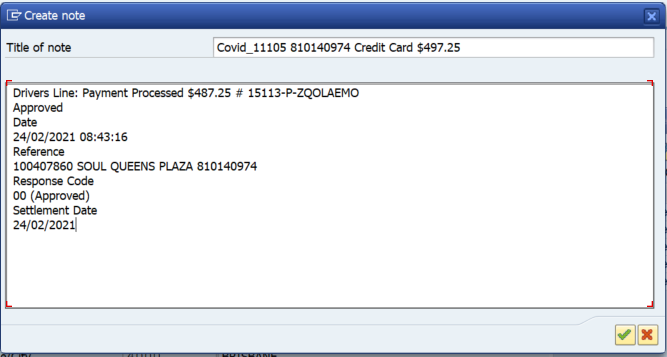 Create note
Title of note
Covid_11105 810140974 Credit Card $497.25
Drivers Line: Payment Processed $487.25 # 15113-P-ZQOLAEMO
Approved
Date
24/02/2021 08:43:16
Reference
100407860 SOUL QUEENS PLAZA 810140974
Response Code
00 (Approved)
Settlement Date
24/02/2021